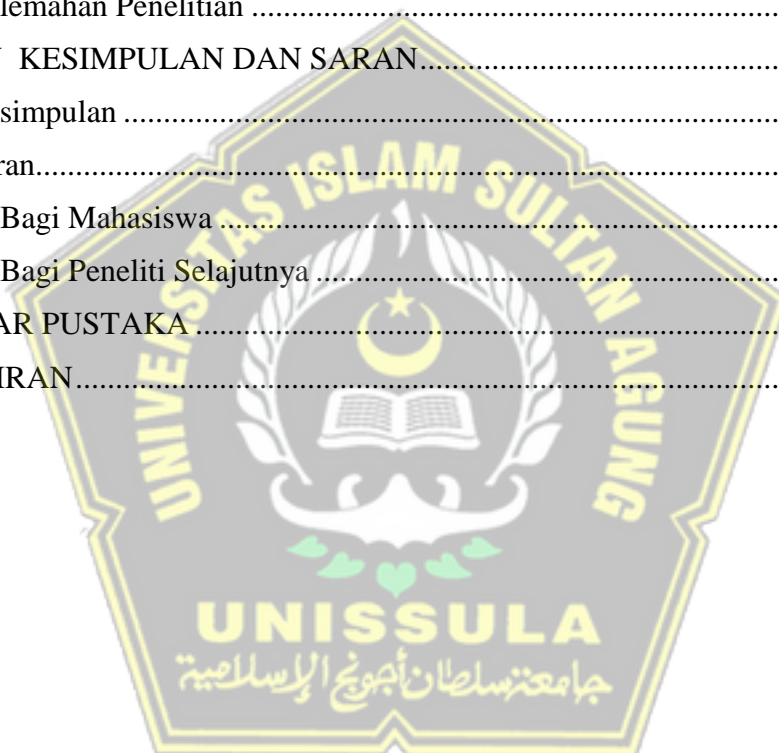 lemahan Penelitian ........................................................
KESIMPULAN DAN SARAN........................................
simpulan ........................................................................
ran..................................................................................
Bagi Mahasiswa .............................................................
Bagi Peneliti Selajutnya ..................................................
AR PUSTAKA ................................................................
IRAN..............................................................................
UNIVERSITAS ISLAM SULTAN AGUNG
UNISSULA
جامعة سلطان أجونج الإسلامية